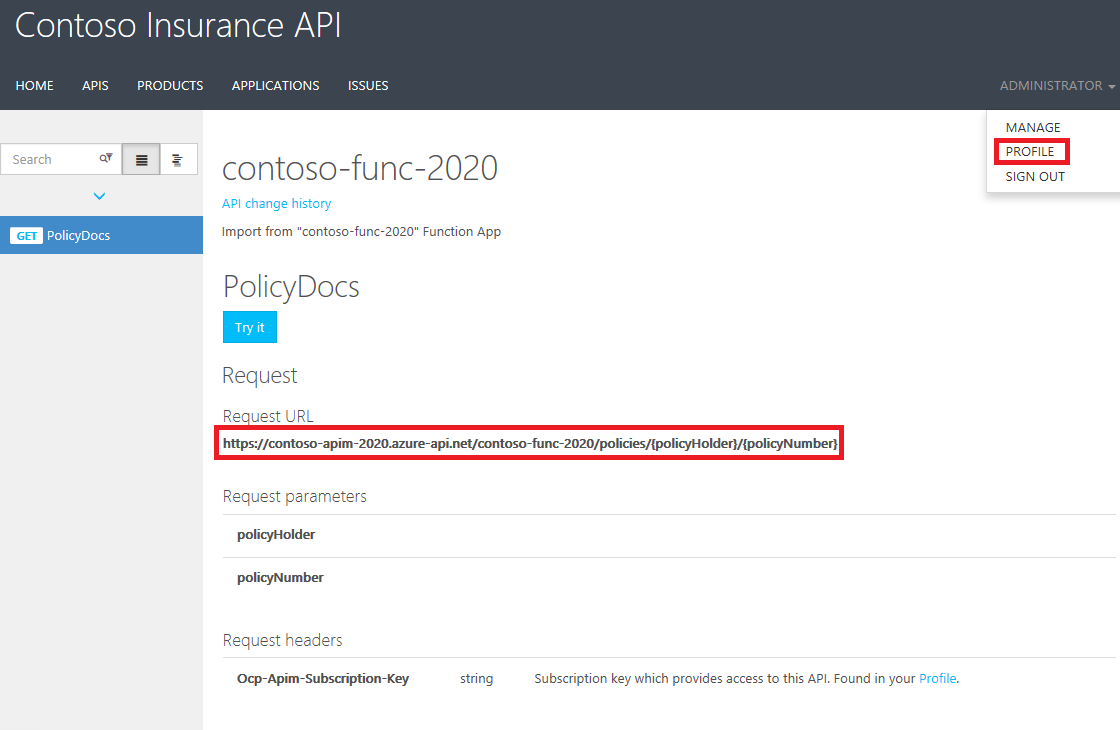 Contoso Insurance API
HOME APIS PRODUCTS APPLICATIONS ISSUES ADMINISTRATOR
MANAGE
PROFILE
SIGN OUT
Search
GET PolicyDocs
contoso-func-2020
API change history
Import from "contoso-func-2020" Function App
PolicyDocs
Try it
Request
Request URL
https://contoso-apim-2020.azure-api.net/contoso-func-2020/policies/{policyHolder}/{policyNumber}
Request parameters
policyHolder
policyNumber
Request headers
Ocp-Apim-Subscription-Key string Subscription key which provides access to this API. Found in your Profile.